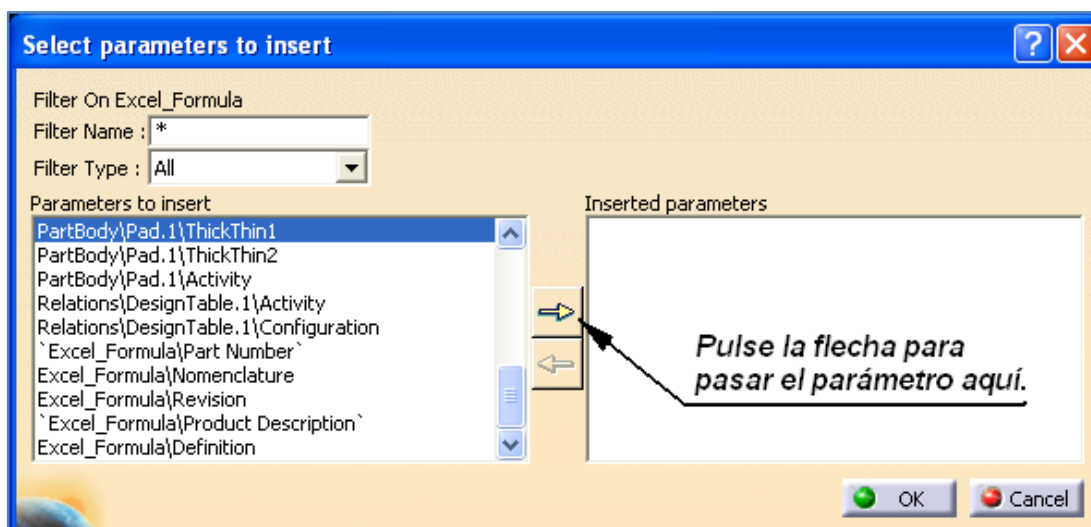 Select parameters to insert
?
Filter On Excel_Formula
Filter Name : *
Filter Type : All
Parameters to insert
Inserted parameters
PartBody\Pad.1\ThickThin1
PartBody\Pad.1\ThickThin2
PartBody\Pad.1\Activity
Relations\DesignTable.1\Activity
Relations\DesignTable.1\Configuration
`Excel_Formula\Part Number`
Excel_Formula\Nomenclature
Excel_Formula\Revision
`Excel_Formula\Product Description`
Excel_Formula\Definition
Pulse la flecha para
pasar el parámetro aquí.
OK
Cancel